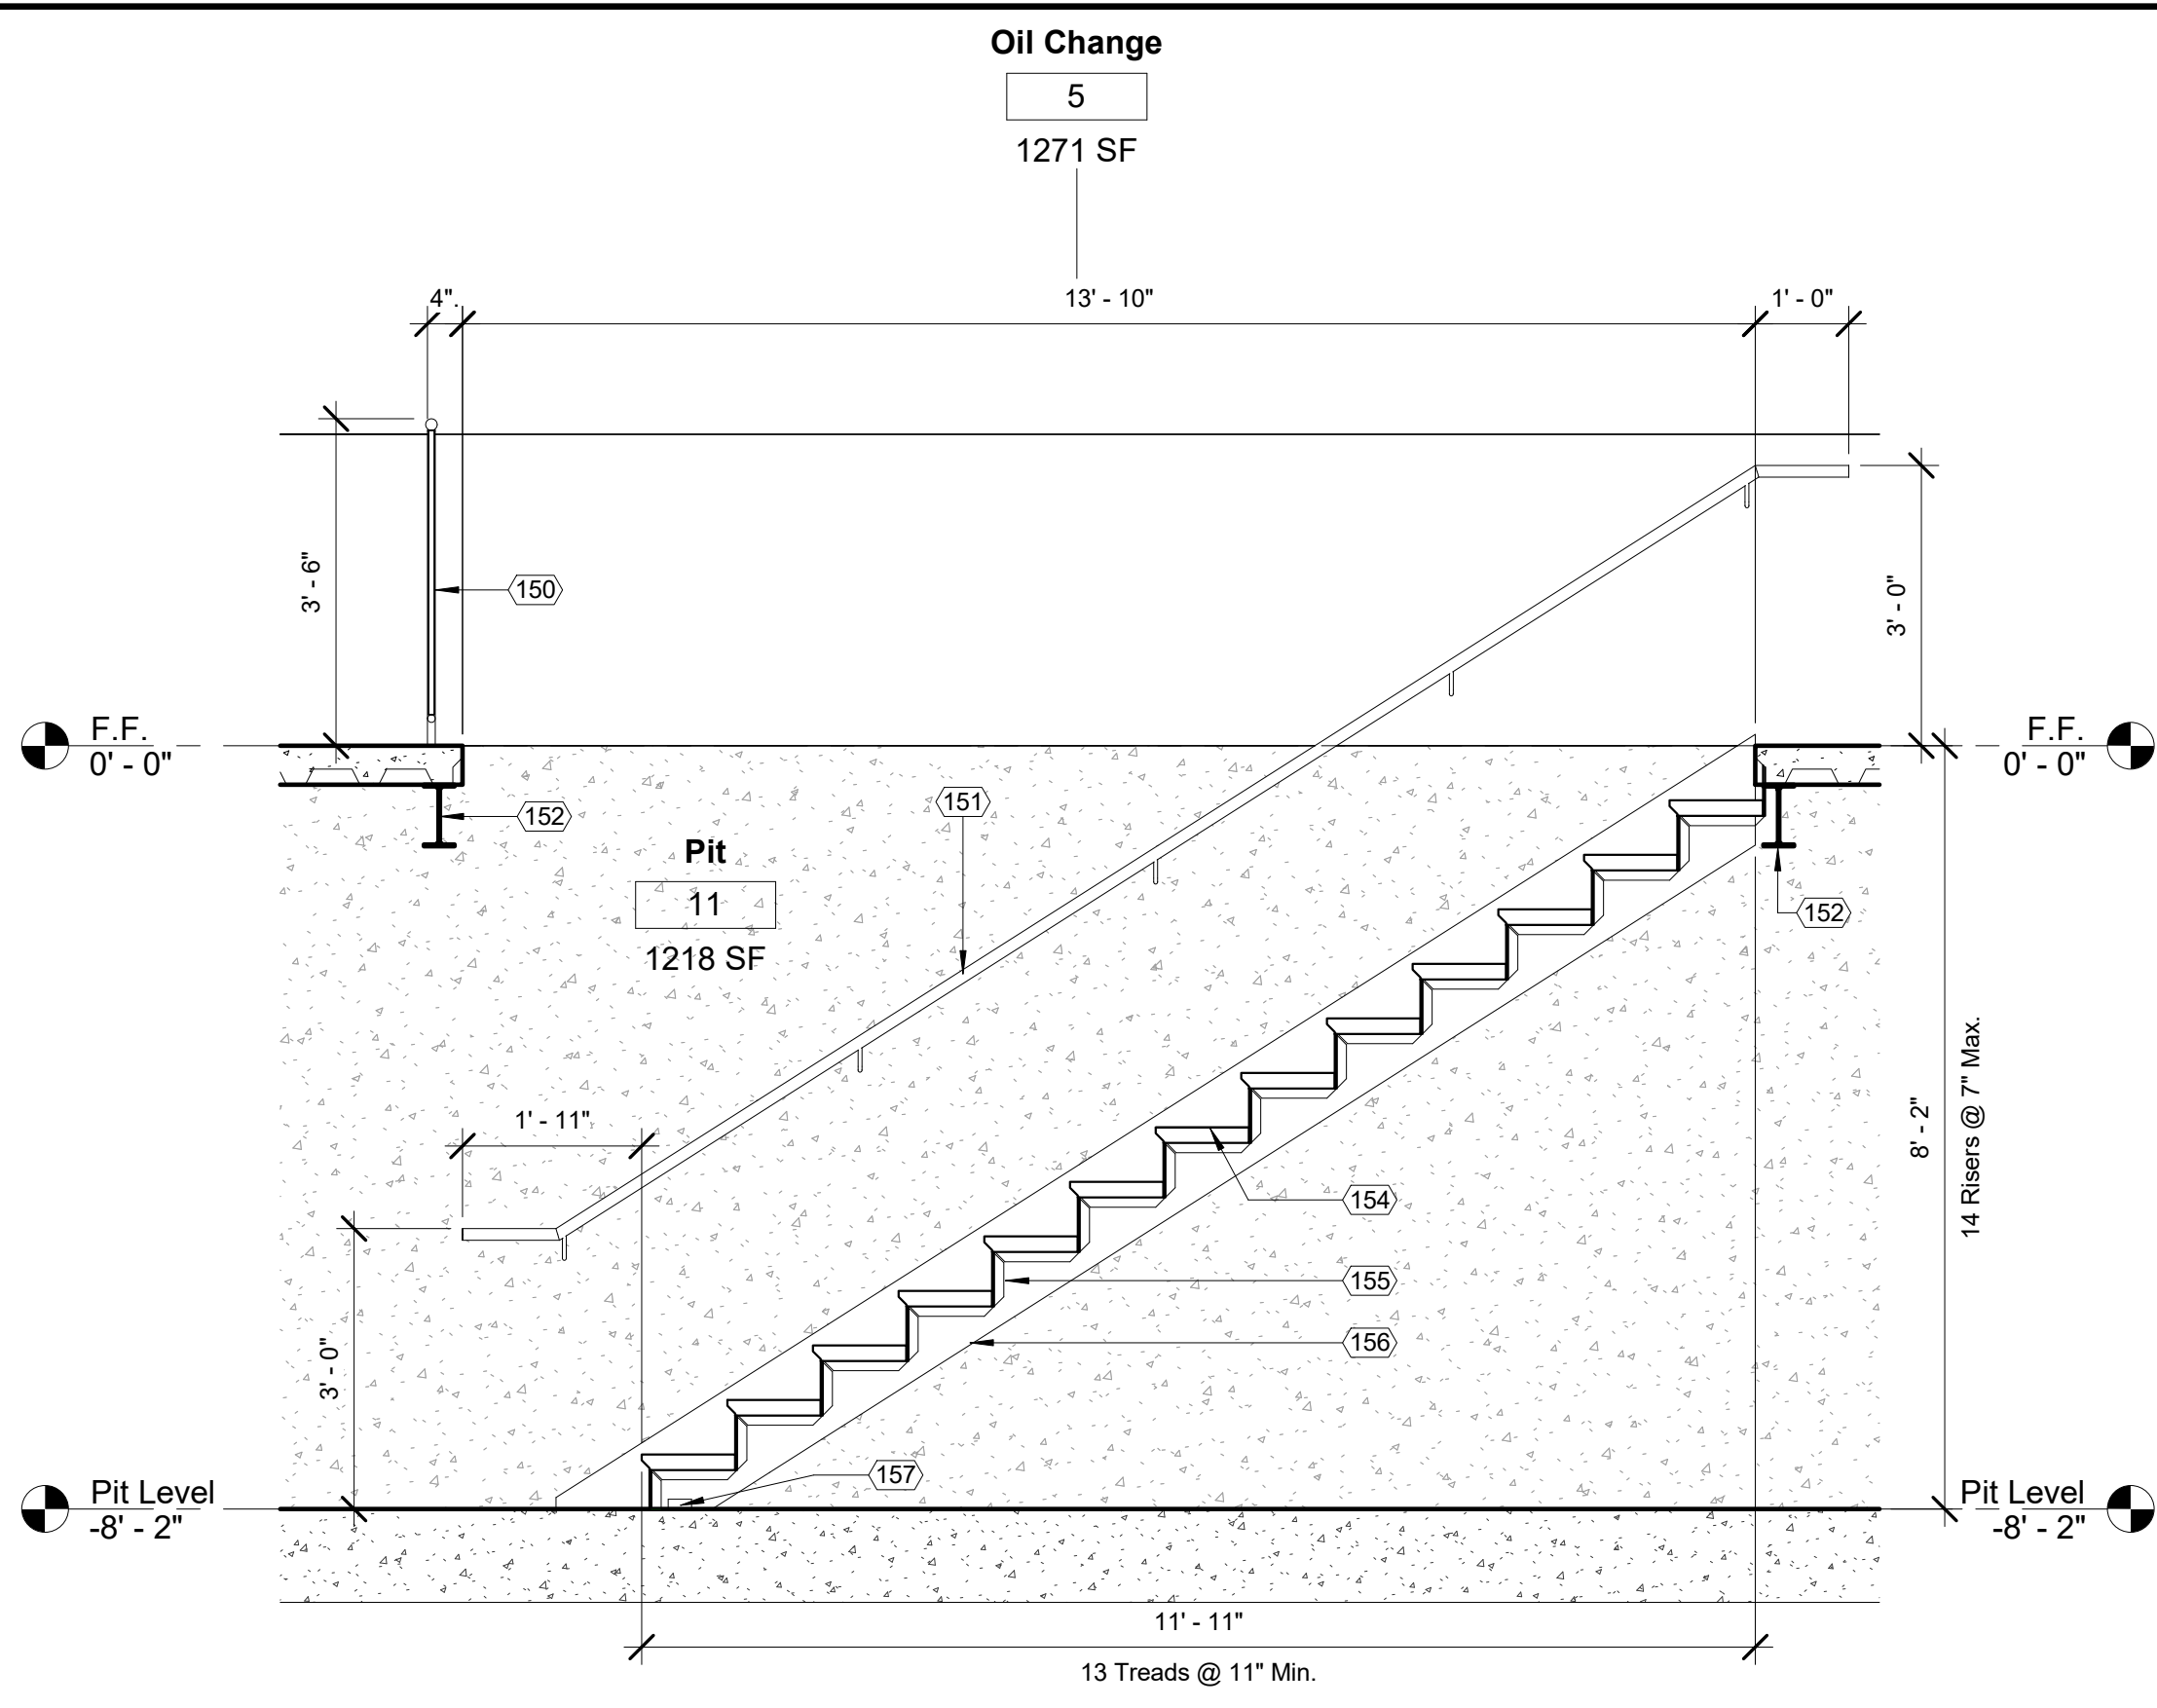 Oil Change
5
1271 SF
4".
13' - 10"
1' - 0"
3' - 6"
150
3' - 0"
F.F.
0' - 0"
F.F.
0' - 0"
151
152
Pit
11
1218 SF
152
1' - 11"
8' - 2"
14 Risers @ 7" Max.
154
155
156
3' - 0"
157
Pit Level
-8' - 2"
Pit Level
-8' - 2"
11' - 11"
13 Treads @ 11" Min.